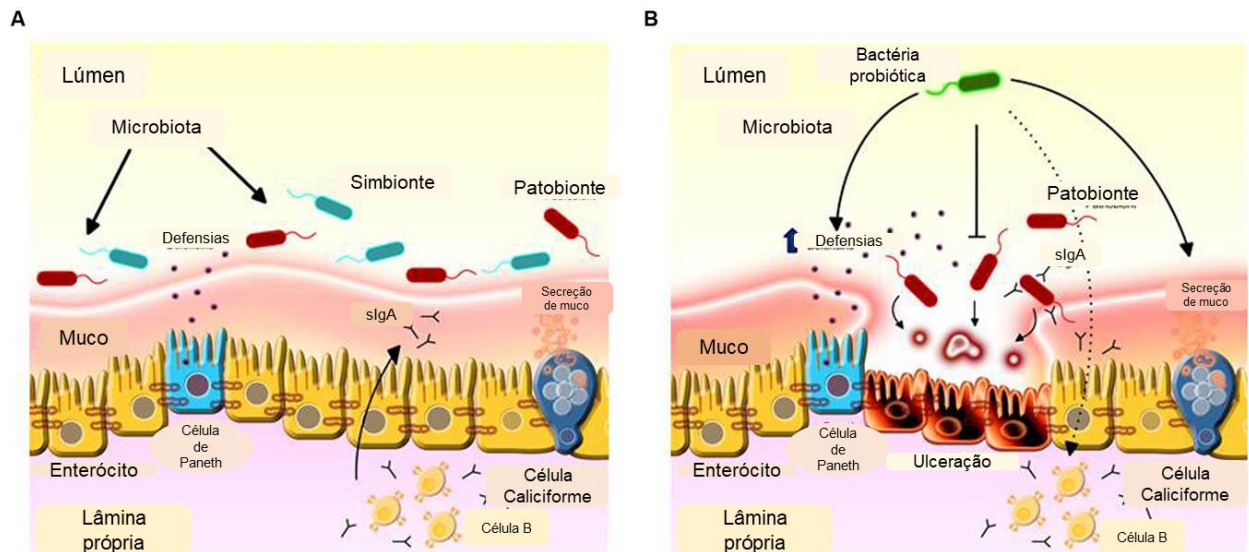 A
Lúmen
Microbiota
Simbionte
Patobionte
Defensias
sIgA
Secreção
de muco
Muco
Célula
de
Paneth
Enterócito
Célula
Caliciforme
Célula B
Lâmina
própria
B
Lúmen
Bactéria
probiótica
Microbiota
Patobionte
Defensias
sIgA
Secreção
de muco
Muco
Célula
de
Paneth
Enterócito
Ulceração
Célula
Caliciforme
Célula B
Lâmina
própria